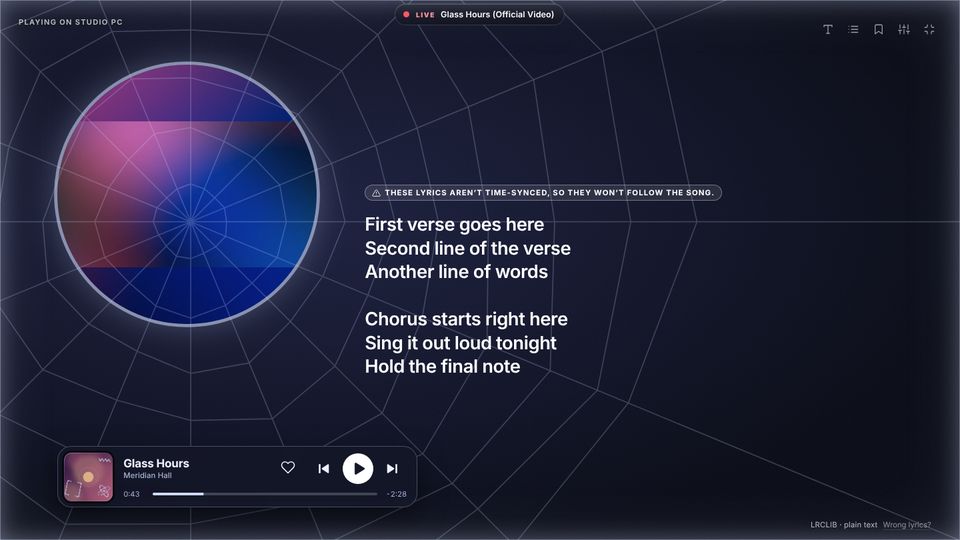 PLAYING ON STUDIO PC
LIVE Glass Hours (Official Video)
THESE LYRICS AREN'T TIME-SYNCED, SO THEY WON'T FOLLOW THE SONG.
First verse goes here
Second line of the verse
Another line of words
Chorus starts right here
Sing it out loud tonight
Hold the final note
Glass Hours
Meridian Hall
0:43
-2:28
LRCLIB · plain text Wrong lyrics?